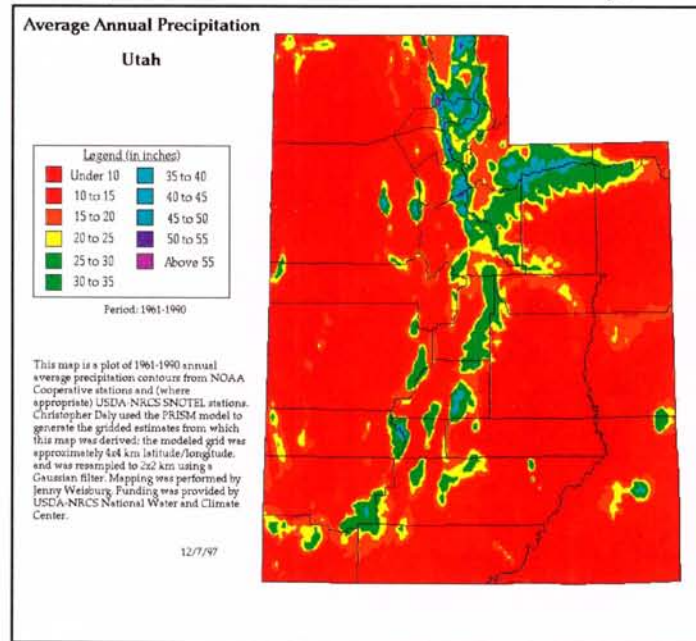 Average Annual Precipitation
Utah
Legend (in inches)
Under 10
10 to 15
15 to 20
20 to 25
25 to 30
30 to 35
35 to 40
40 to 45
45 to 50
50 to 55
Above 55
Period: 1961-1990
This map is a plot of 1961-1990 annual
average precipitation contours from NOAA
Cooperative stations and (where
appropriate) USDA-NRCS SNOTEL stations.
Christopher Daly used the PRISM model to
generate the gridded estimates from which
this map was derived; the modeled grid was
approximately 4x4 km latitude/longitude,
and was resampled to 2x2 km using a
Gaussian filter. Mapping was performed by
Jenny Weisburg. Funding was provided by
USDA-NRCS National Water and Climate
Center.
12/7/97